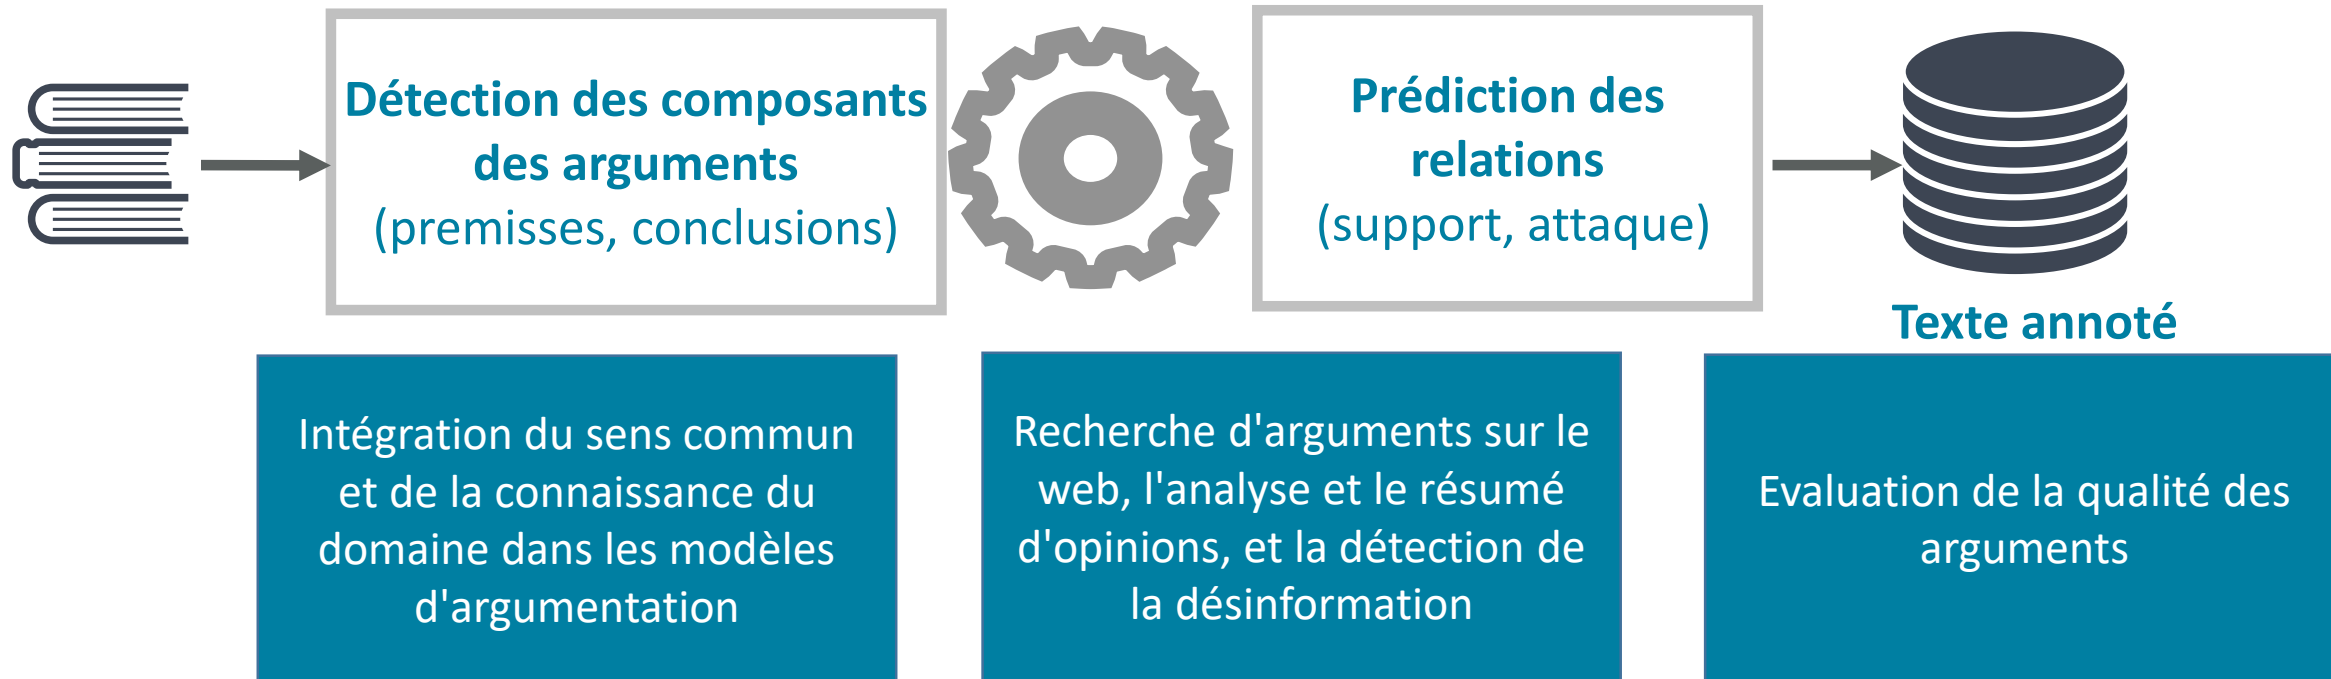 Détection des composants
des arguments
(premisses, conclusions)
Prédiction des
relations
(support, attaque)
Texte annoté
Intégration du sens commun
et de la connaissance du
domaine dans les modèles
d'argumentation
Recherche d'arguments sur le
web, l'analyse et le résumé
d'opinions, et la détection de
la désinformation
Evaluation de la qualité des
arguments